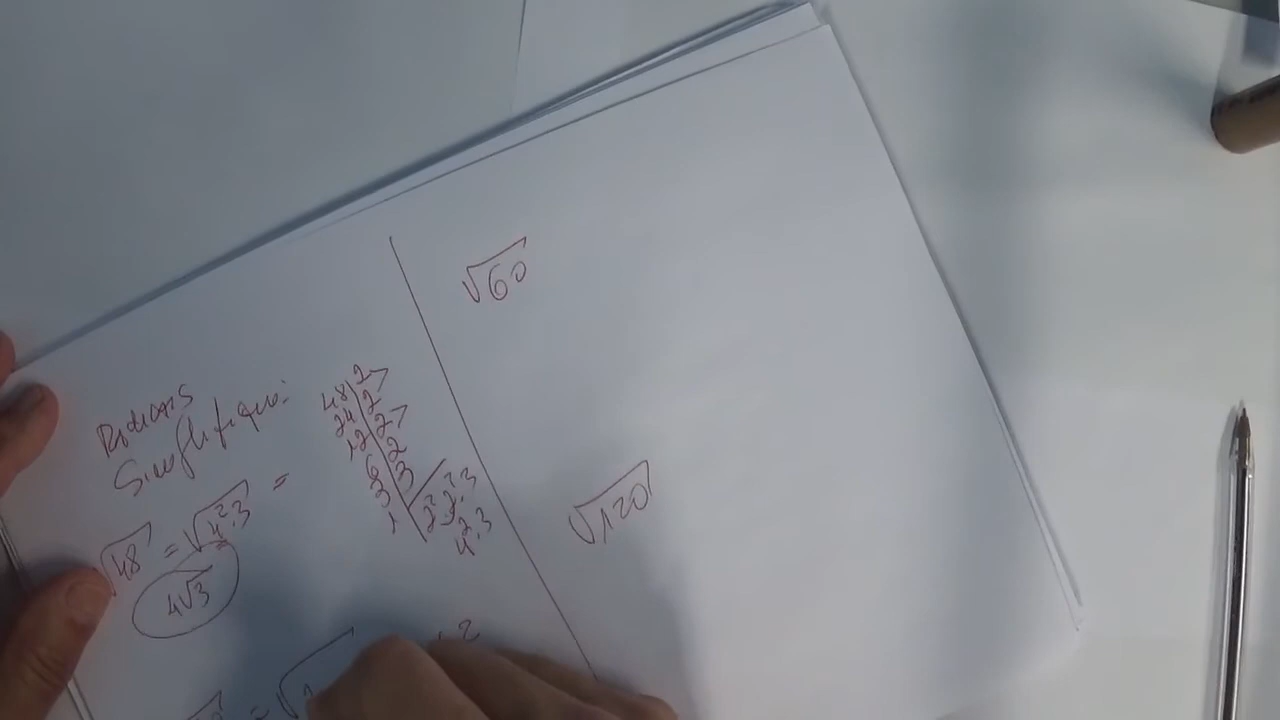 Radicais
Simplifique:
√48 = √4².3 =
4√3
48 | 2
24 | 2
12 | 2
6 | 2
3 | 3
1 | 2².2².3
4².3
√60
√120